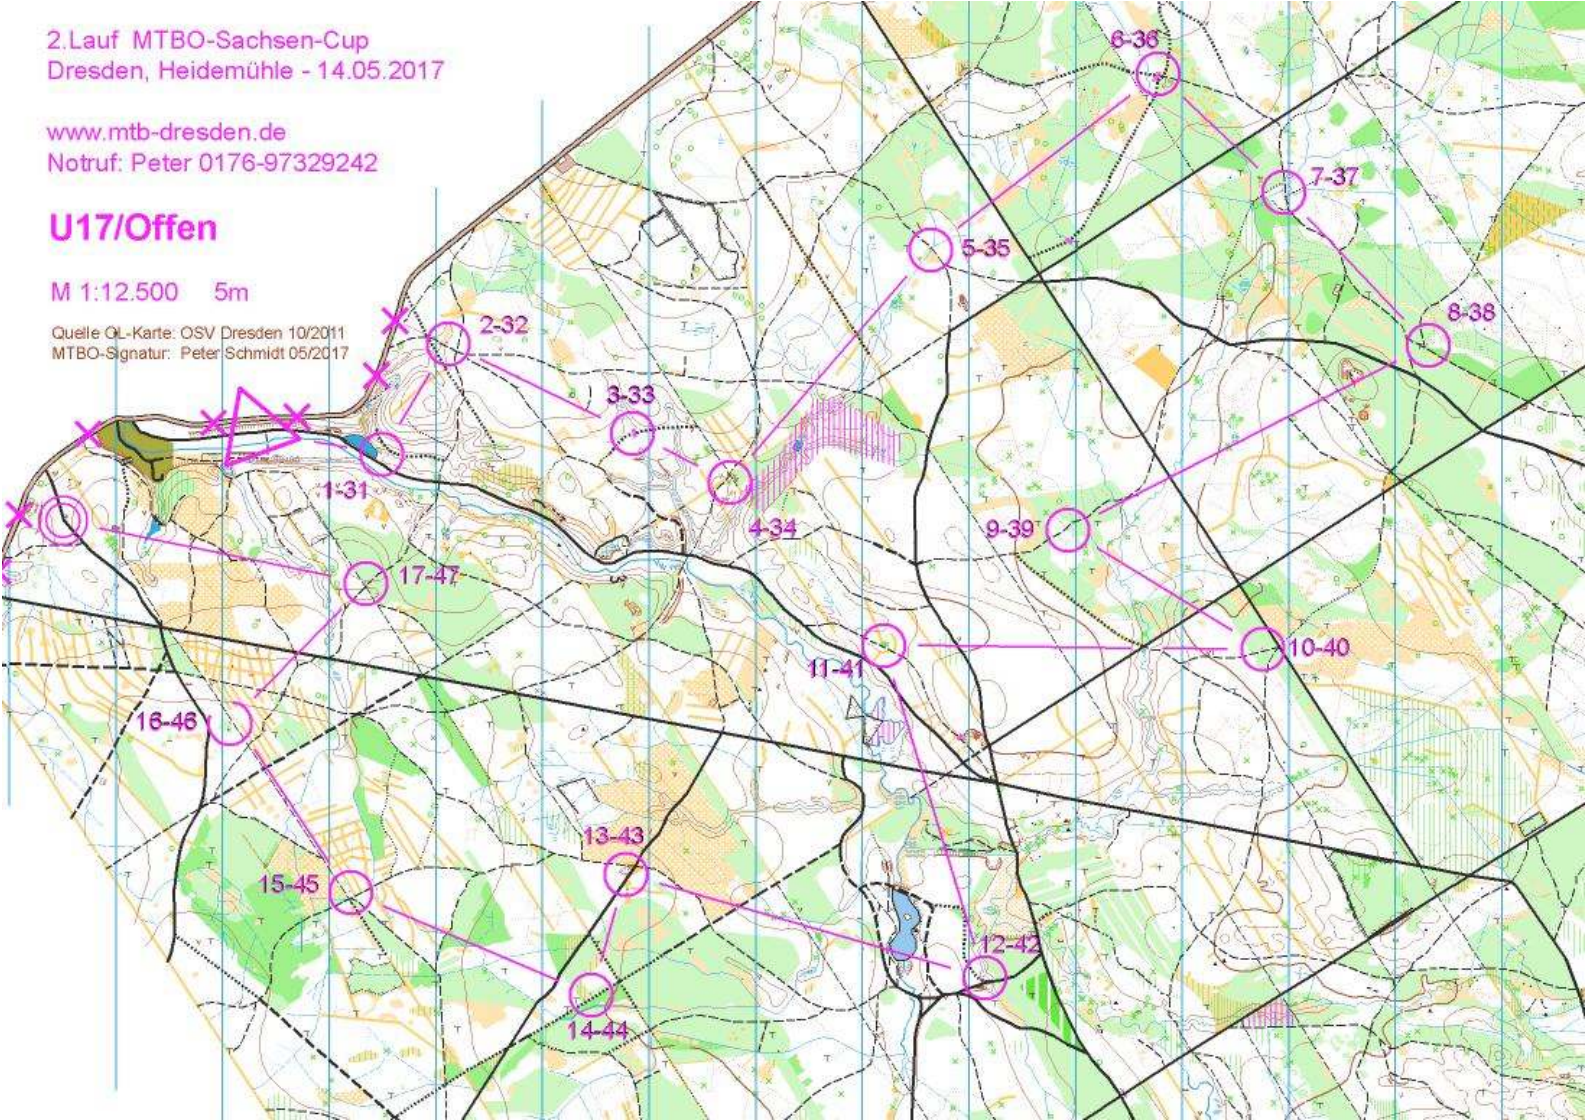 2.Lauf MTBO-Sachsen-Cup
Dresden, Heidemühle - 14.05.2017
www.mtb-dresden.de
Notruf: Peter 0176-97329242
U17/Offen
M 1:12.500 5m
Quelle OL-Karte: OSV Dresden 10/2011
MTBO-Signatur: Peter Schmidt 05/2017
6-36
7-37
5-35
8-38
2-32
3-33
1-31
4-34
9-39
17-47
10-40
11-41
16-46
13-43
15-45
12-42
14-44